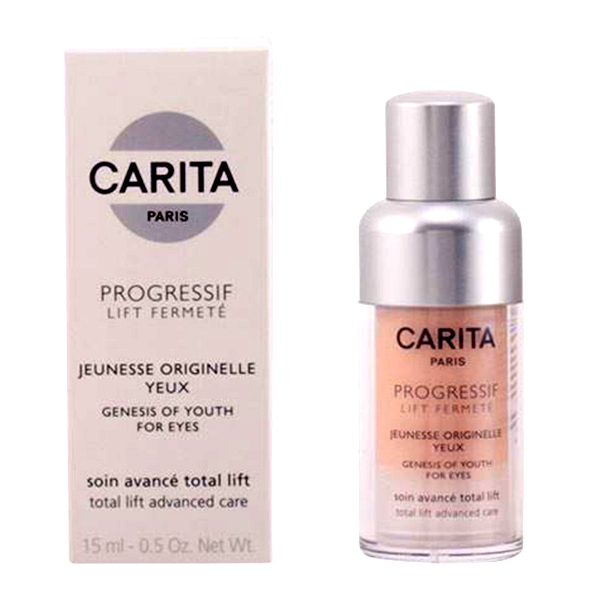 CARITA
PARIS
PROGRESSIF
LIFT FERMETÉ
JEUNESSE ORIGINELLE
YEUX
GENESIS OF YOUTH
FOR EYES
soin avancé total lift
total lift advanced care
15 ml - 0.5 Oz. Net Wt.
CARITA
PARIS
PROGRESSIF
LIFT FERMETÉ
JEUNESSE ORIGINELLE
YEUX
GENESIS OF YOUTH
FOR EYES
soin avancé total lift
total lift advanced care